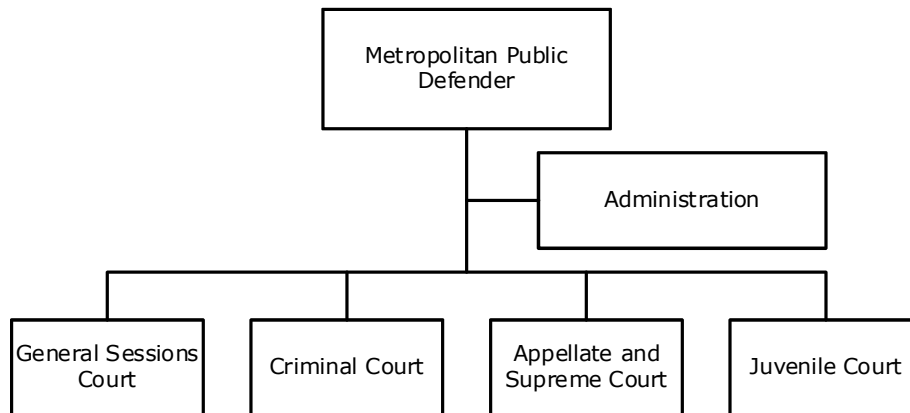 Metropolitan Public
Defender
Administration
General Sessions
Court
Criminal Court
Appellate and
Supreme Court
Juvenile Court